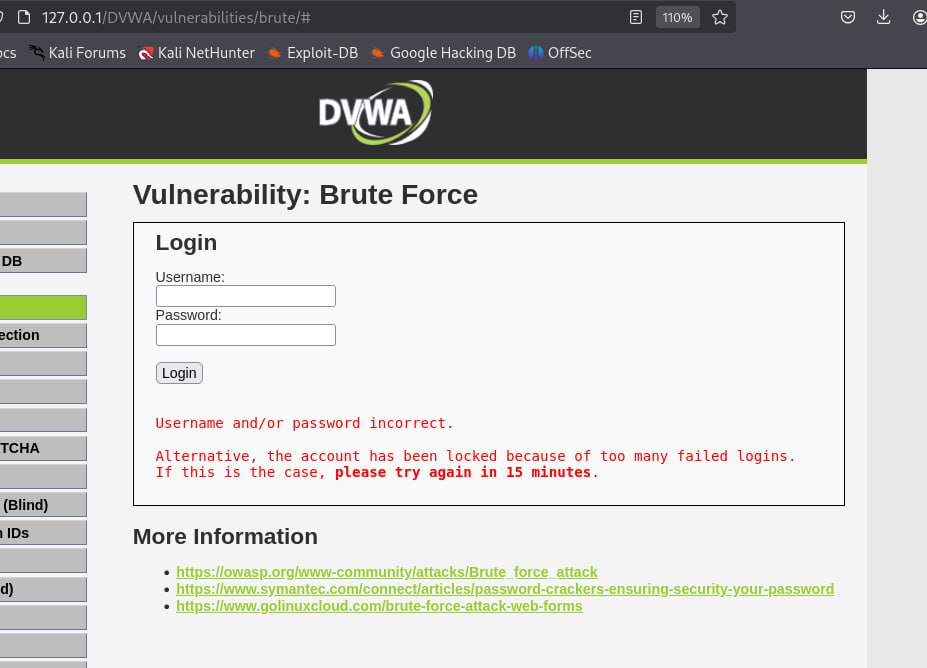 127.0.0.1/DVWA/vulnerabilities/brute/#
110%
ocs
Kali Forums
Kali NetHunter
Exploit-DB
Google Hacking DB
OffSec
DVWA
DB
ection
TCHA
(Blind)
n IDs
d)
Vulnerability: Brute Force
Login
Username:
Password:
Login
Username and/or password incorrect.
Alternative, the account has been locked because of too many failed logins.
If this is the case, please try again in 15 minutes.
More Information
https://owasp.org/www-community/attacks/Brute_force_attack
https://www.symantec.com/connect/articles/password-crackers-ensuring-security-your-password
https://www.golinuxcloud.com/brute-force-attack-web-forms